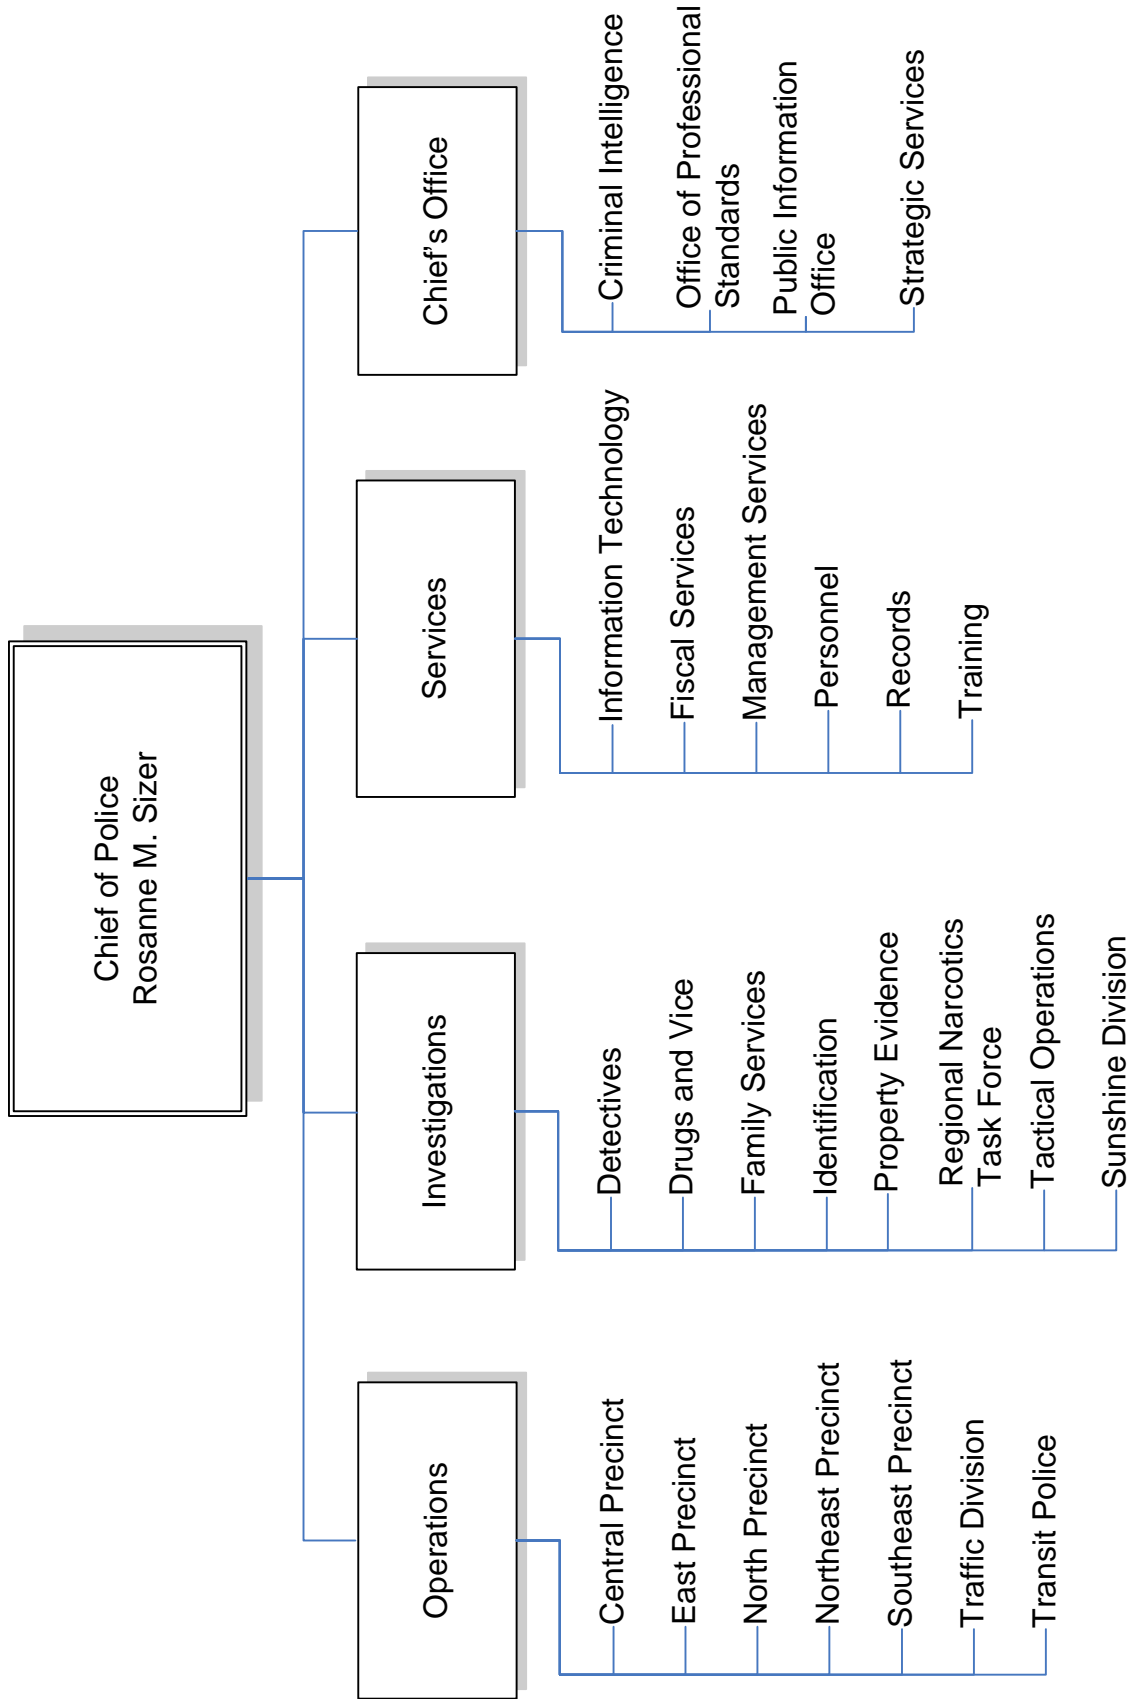 Chief of Police
Rosanne M. Sizer
Operations
Central Precinct
East Precinct
North Precinct
Northeast Precinct
Southeast Precinct
Traffic Division
Transit Police
Investigations
Detectives
Drugs and Vice
Family Services
Identification
Property Evidence
Regional Narcotics
Task Force
Tactical Operations
Sunshine Division
Services
Information Technology
Fiscal Services
Management Services
Personnel
Records
Training
Chief's Office
Criminal Intelligence
Office of Professional
Standards
Public Information
Office
Strategic Services